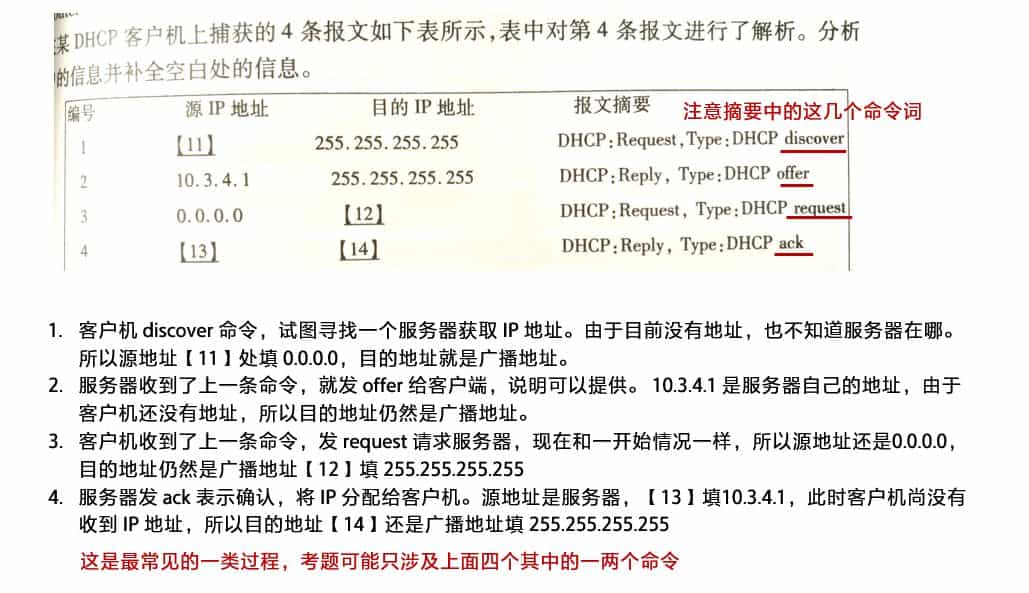 某 DHCP 客户机上捕获的 4 条报文如下表所示,表中对第 4 条报文进行了解析。分析
的信息并补全空白处的信息。
编号 源 IP 地址 目的 IP 地址 报文摘要 注意摘要中的这几个命令词
1 【11】 255.255.255.255 DHCP:Request,Type:DHCP discover
2 10.3.4.1 255.255.255.255 DHCP:Reply, Type:DHCP offer
3 0.0.0.0 【12】 DHCP:Request, Type:DHCP request
4 【13】 【14】 DHCP:Reply, Type:DHCP ack
1. 客户机 discover 命令，试图寻找一个服务器获取 IP 地址。由于目前没有地址，也不知道服务器在哪。
所以源地址【11】处填 0.0.0.0，目的地址就是广播地址。
2. 服务器收到了上一条命令，就发 offer 给客户端，说明可以提供。 10.3.4.1 是服务器自己的地址，由于
客户机还没有地址，所以目的地址仍然是广播地址。
3. 客户机收到了上一条命令，发 request 请求服务器，现在和一开始情况一样，所以源地址还是0.0.0.0，
目的地址仍然是广播地址【12】填 255.255.255.255
4. 服务器发 ack 表示确认，将 IP 分配给客户机。源地址是服务器，【13】填10.3.4.1，此时客户机尚没有
收到 IP 地址，所以目的地址【14】还是广播地址填 255.255.255.255
这是最常见的一类过程，考题可能只涉及上面四个其中的一两个命令